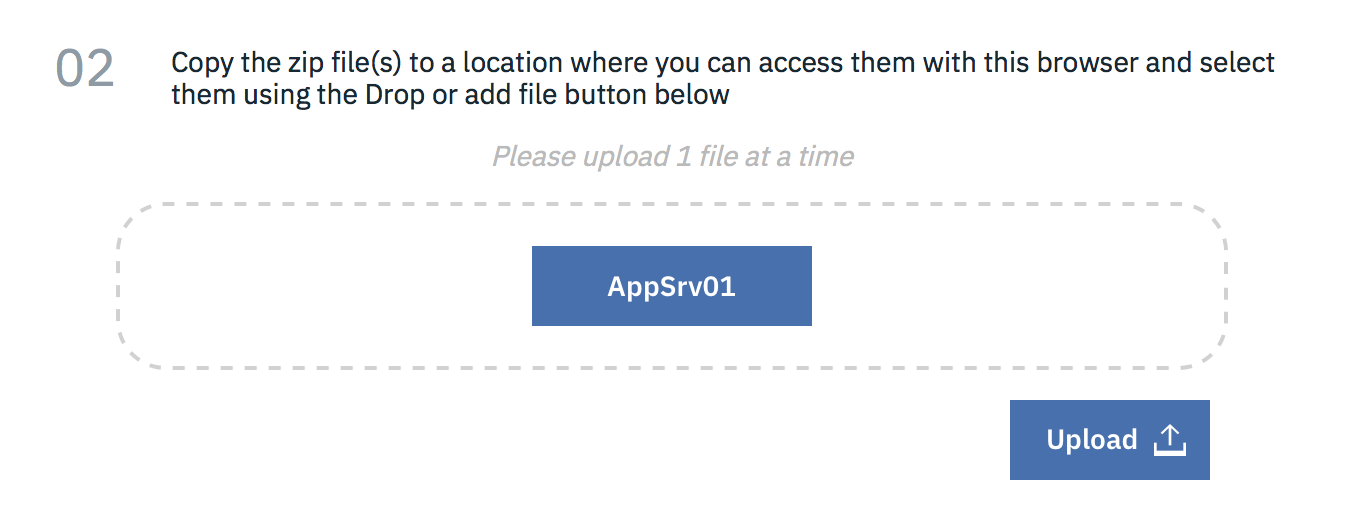 02
Copy the zip file(s) to a location where you can access them with this browser and select
them using the Drop or add file button below
Please upload 1 file at a time
AppSrv01
Upload